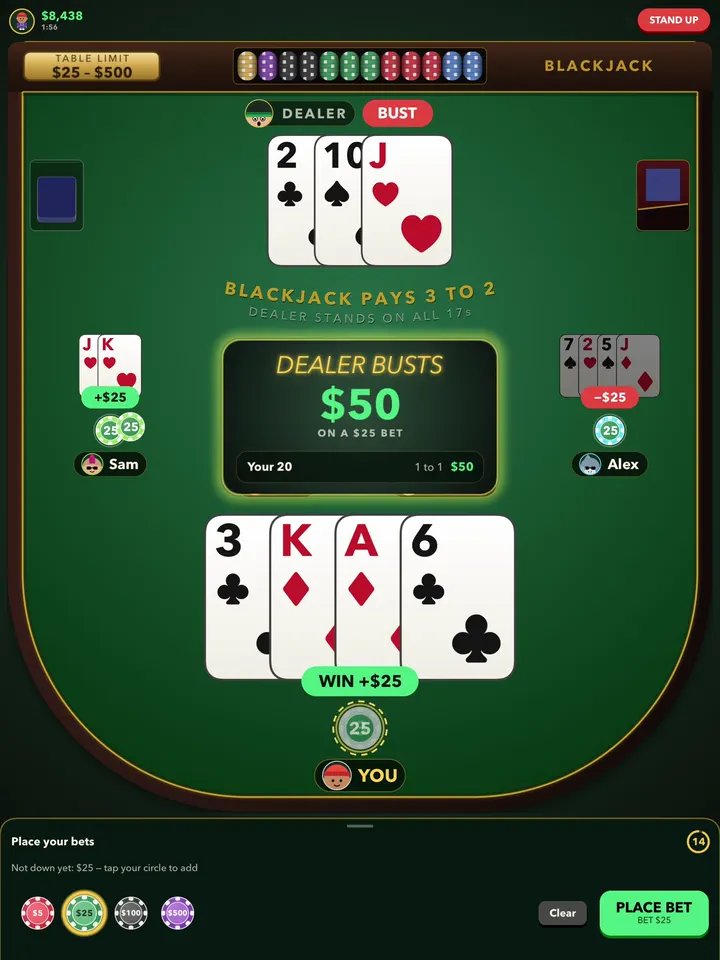 $8,438
1:56
STAND UP
TABLE LIMIT
$25 – $500
BLACKJACK
DEALER
BUST
2 10 J
BLACKJACK PAYS 3 TO 2
DEALER STANDS ON ALL 17s
J K
+$25
25 25
Sam
7 2 5 J
−$25
25
Alex
DEALER BUSTS
$50
ON A $25 BET
Your 20 1 to 1 $50
3 K A 6
WIN +$25
25
YOU
Place your bets
14
Not down yet: $25 — tap your circle to add
$5 $25 $100 $500
Clear
PLACE BET
BET $25